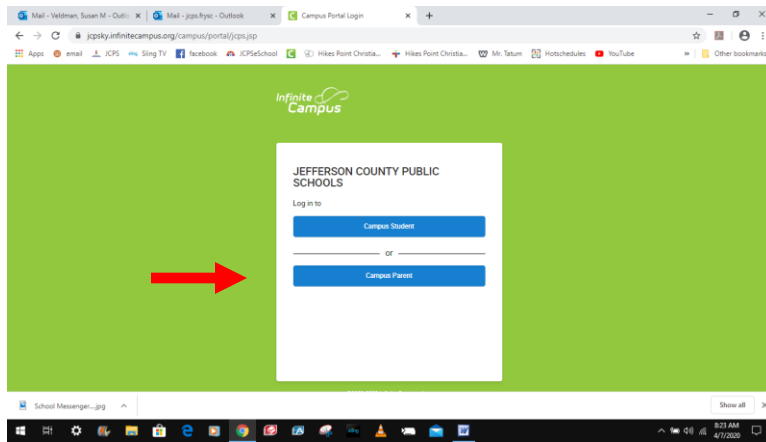 Mail - Veldman, Susan M - Outlo
Mail - jcps.frysc - Outlook
Campus Portal Login
jcpsky.infinitecampus.org/campus/portal/jcps.jsp
Apps email JCPS Sling TV facebook JCPSeSchool Hikes Point Christia... Hikes Point Christia... Mr. Tatum Hotschedules YouTube Other bookmarks
Infinite
Campus
JEFFERSON COUNTY PUBLIC
SCHOOLS
Log in to
Campus Student
or
Campus Parent
School Messenger....jpg
Show all
8:23 AM
4/7/2020